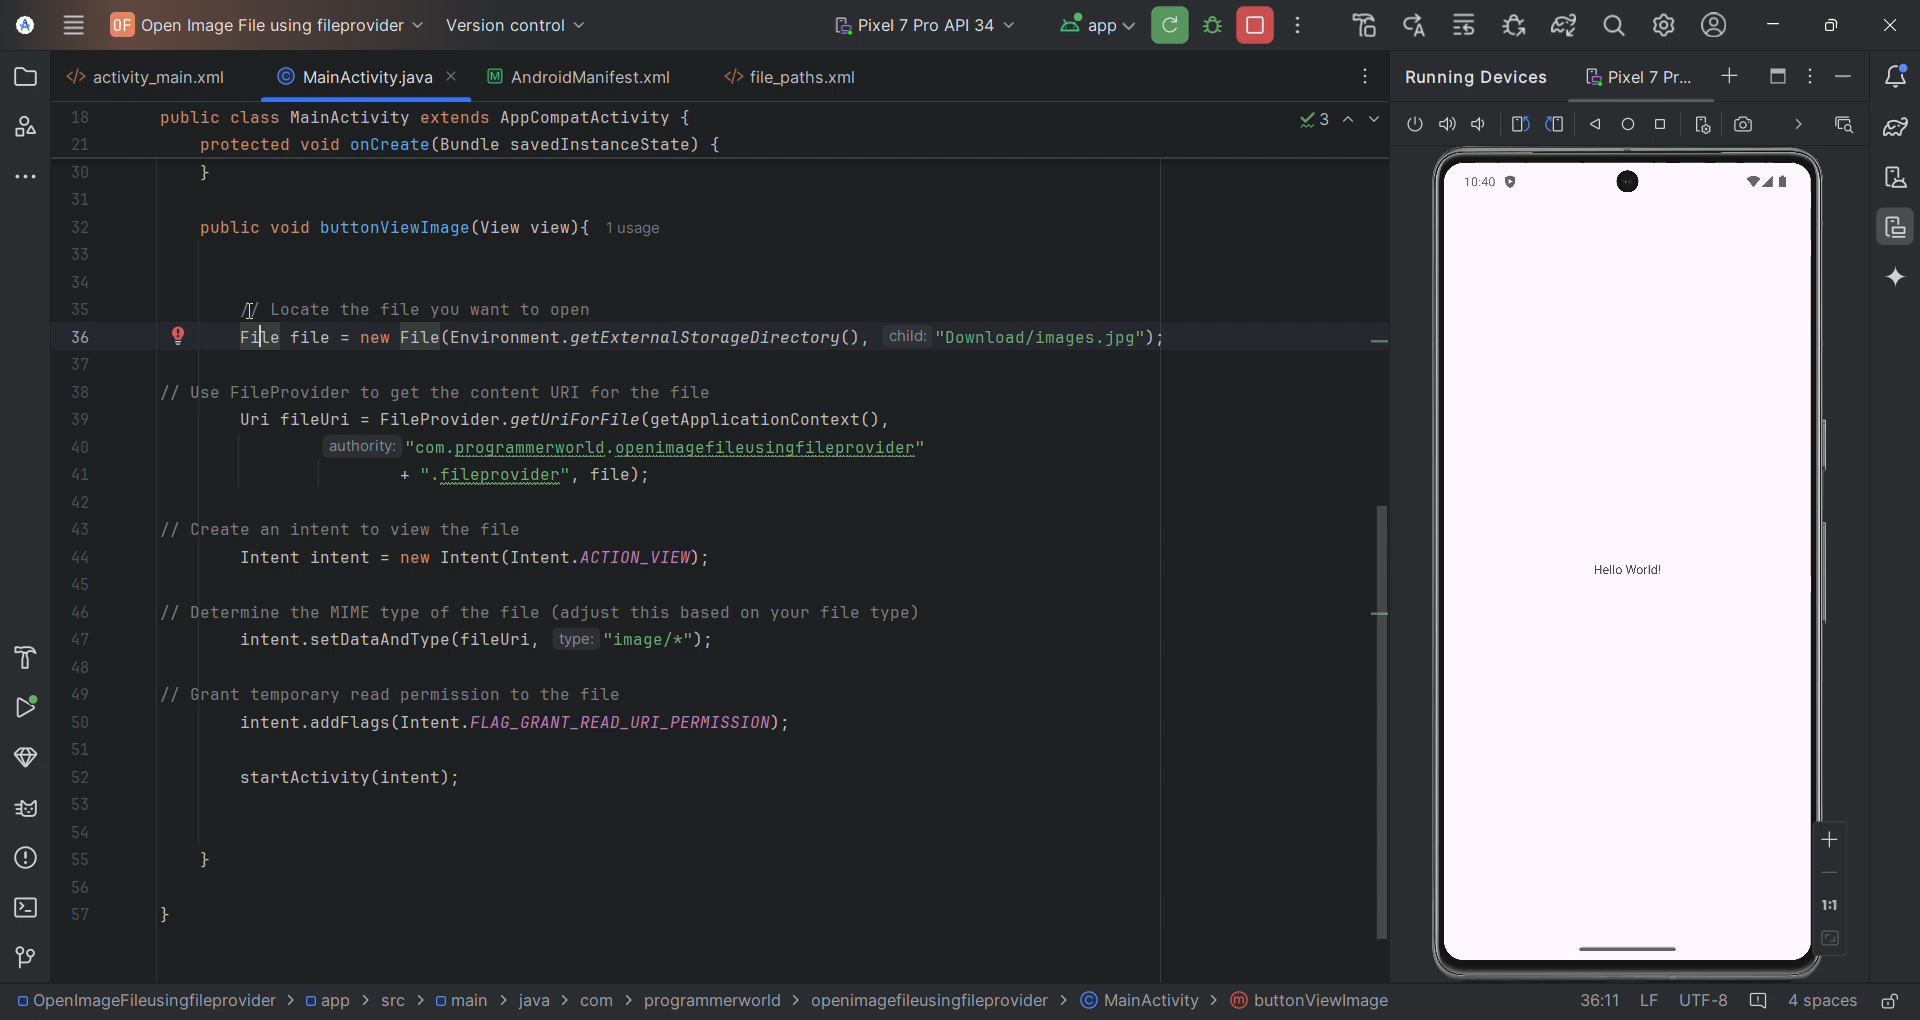 OF Open Image File using fileprovider Version control Pixel 7 Pro API 34 app
activity_main.xml MainActivity.java AndroidManifest.xml file_paths.xml
Running Devices Pixel 7 Pr...
18 public class MainActivity extends AppCompatActivity { 3
21 protected void onCreate(Bundle savedInstanceState) {
30 }
31
32 public void buttonViewImage(View view){ 1 usage
33
34
35 // Locate the file you want to open
36 File file = new File(Environment.getExternalStorageDirectory(), child: "Download/images.jpg");
37
38 // Use FileProvider to get the content URI for the file
39 Uri fileUri = FileProvider.getUriForFile(getApplicationContext(),
40 authority: "com.programmerworld.openimagefileusingfileprovider"
41 + ".fileprovider", file);
42
43 // Create an intent to view the file
44 Intent intent = new Intent(Intent.ACTION_VIEW);
45
46 // Determine the MIME type of the file (adjust this based on your file type)
47 intent.setDataAndType(fileUri, type: "image/*");
48
49 // Grant temporary read permission to the file
50 intent.addFlags(Intent.FLAG_GRANT_READ_URI_PERMISSION);
51
52 startActivity(intent);
53
54
55 }
56
57 }
10:40
Hello World!
1:1
OpenImageFileusingfileprovider > app > src > main > java > com > programmerworld > openimagefileusingfileprovider > MainActivity > buttonViewImage 36:11 LF UTF-8 4 spaces